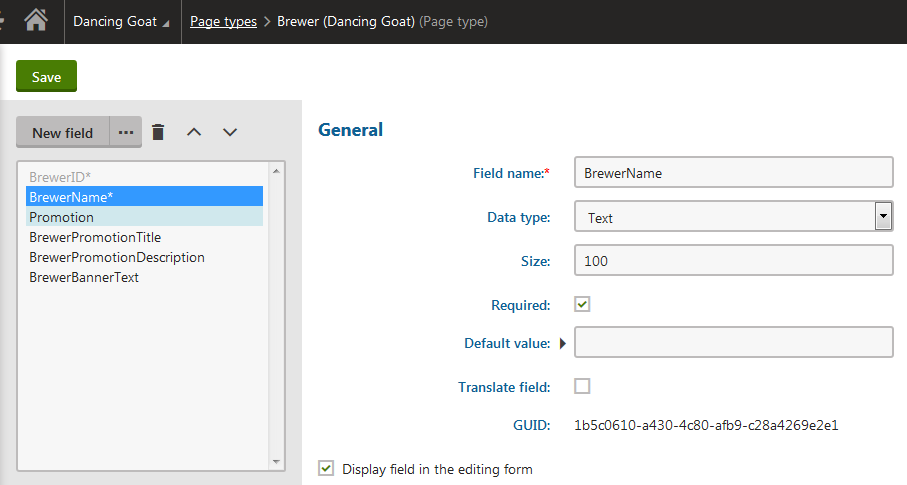 Dancing Goat Page types > Brewer (Dancing Goat) (Page type)
Save
New field ...
BrewerID*
BrewerName*
Promotion
BrewerPromotionTitle
BrewerPromotionDescription
BrewerBannerText
General
Field name:* BrewerName
Data type: Text
Size: 100
Required:
Default value:
Translate field:
GUID: 1b5c0610-a430-4c80-afb9-c28a4269e2e1
Display field in the editing form